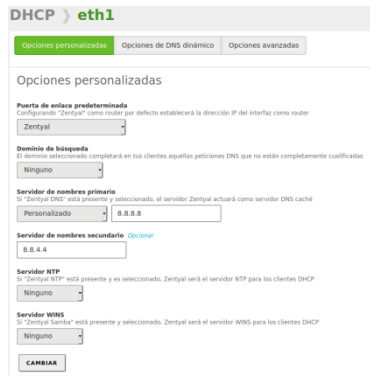 DHCP > eth1
Opciones personalizadas Opciones de DNS dinámico Opciones avanzadas
Opciones personalizadas
Puerta de enlace predeterminada
Configurando "Zentyal" como router por defecto establecerá la dirección IP del interfaz como router
Zentyal
Dominio de búsqueda
El dominio seleccionado completará en tus clientes aquellas peticiones DNS que no están completamente cualificadas
Ninguno
Servidor de nombres primario
Si "Zentyal DNS" está presente y seleccionado, el servidor Zentyal actuará como servidor DNS caché
Personalizado 8.8.8.8
Servidor de nombres secundario Opcional
8.8.4.4
Servidor NTP
Si "Zentyal NTP" está presente y es seleccionado, Zentyal será el servidor NTP para los clientes DHCP
Ninguno
Servidor WINS
Si "Zentyal Samba" está presente y seleccionado, Zentyal será el servidor WINS para los clientes DHCP
Ninguno
CAMBIAR